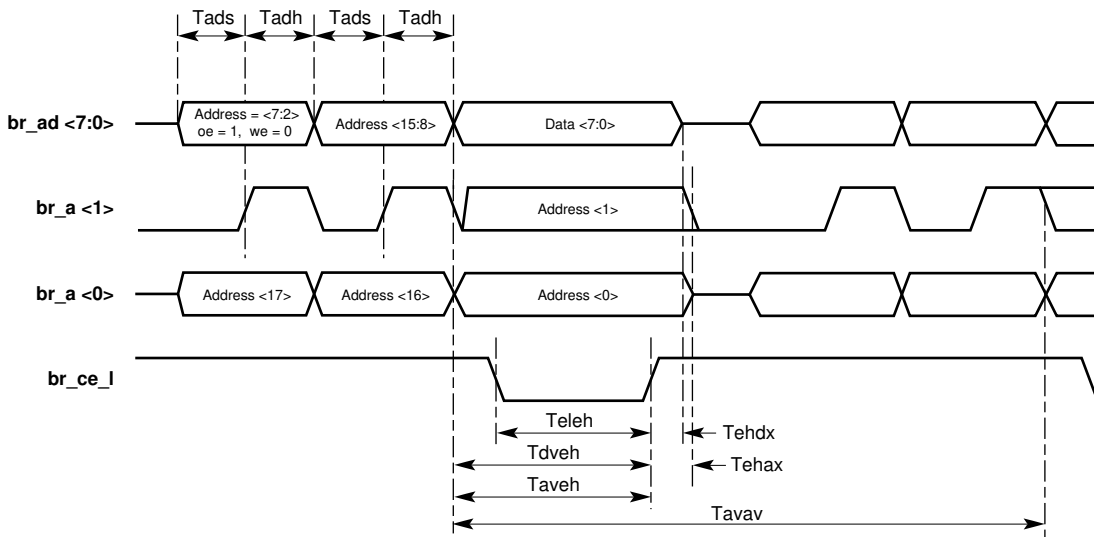 Tads Tadh Tads Tadh
br_ad <7:0>
Address = <7:2>
oe = 1, we = 0
Address <15:8>
Data <7:0>
br_a <1>
Address <1>
br_a <0>
Address <17>
Address <16>
Address <0>
br_ce_l
Teleh
Tehdx
Tdveh
Tehax
Taveh
Tavav